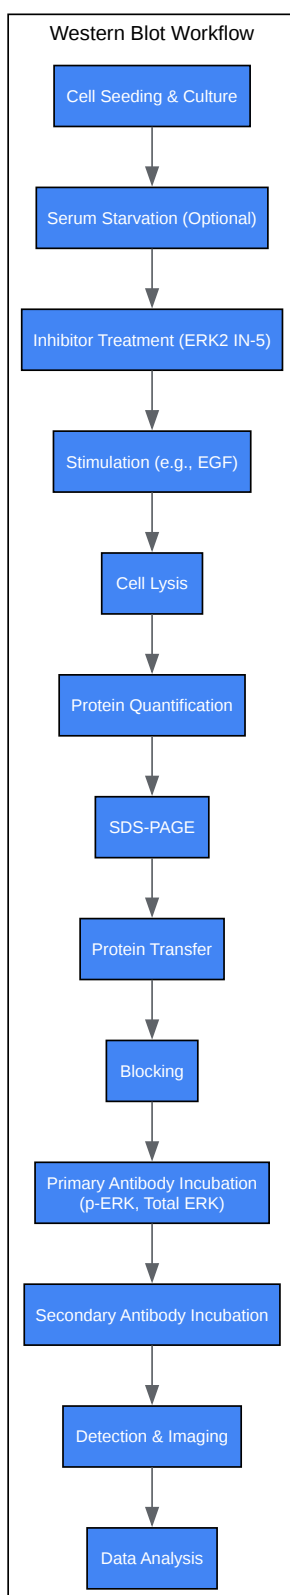 Western Blot Workflow
Cell Seeding & Culture
Serum Starvation (Optional)
Inhibitor Treatment (ERK2 IN-5)
Stimulation (e.g., EGF)
Cell Lysis
Protein Quantification
SDS-PAGE
Protein Transfer
Blocking
Primary Antibody Incubation
(p-ERK, Total ERK)
Secondary Antibody Incubation
Detection & Imaging
Data Analysis